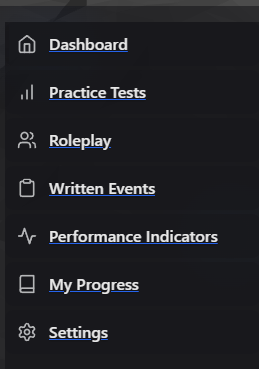 Dashboard
Practice Tests
Roleplay
Written Events
Performance Indicators
My Progress
Settings